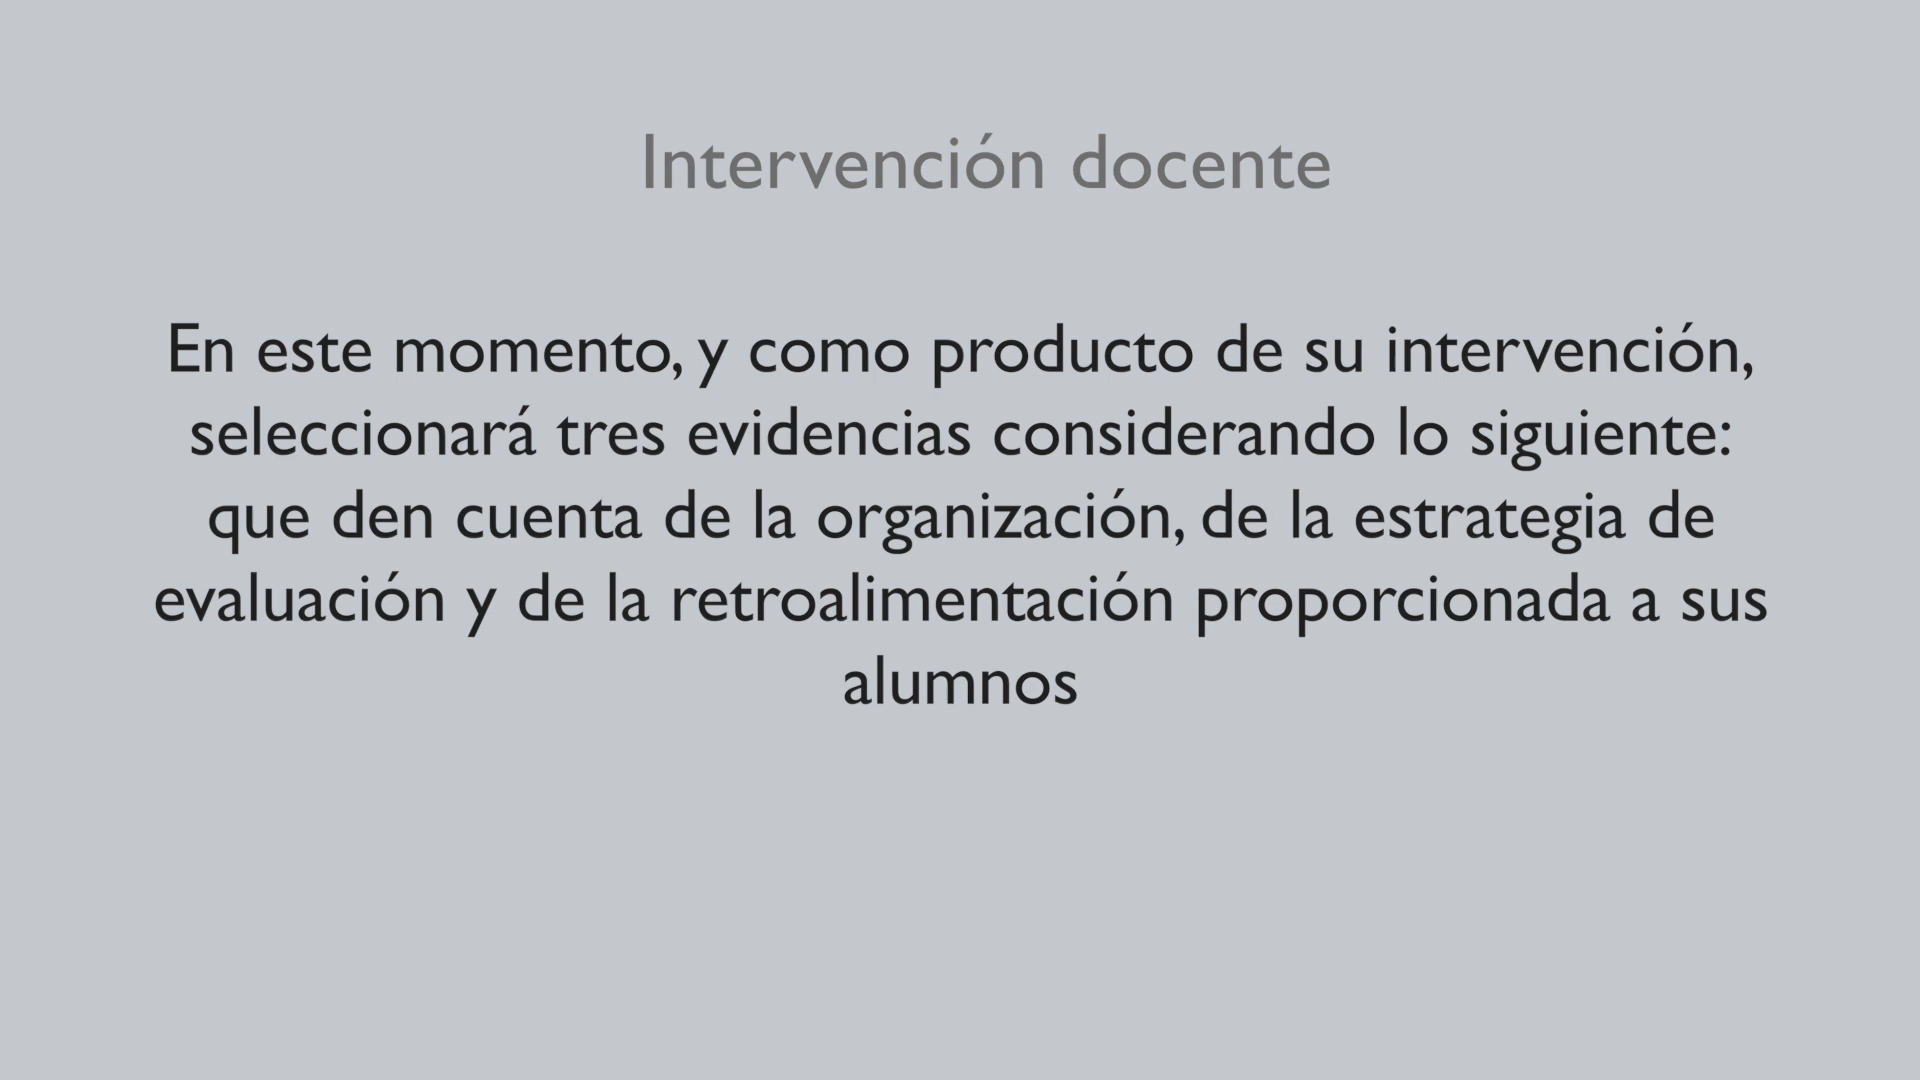 Intervención docente
En este momento, y como producto de su intervención,
seleccionará tres evidencias considerando lo siguiente:
que den cuenta de la organización, de la estrategia de
evaluación y de la retroalimentación proporcionada a sus
alumnos